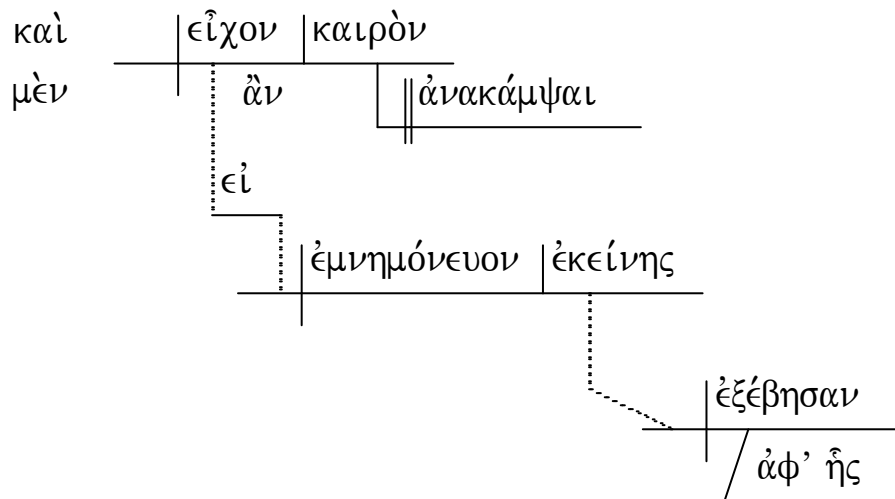 καὶ εἶχον καιρὸν
μὲν ἂν ἀνακάμψαι
εἰ
ἐμνημόνευον ἐκείνης
ἐξέβησαν
ἀφ’ ἧς